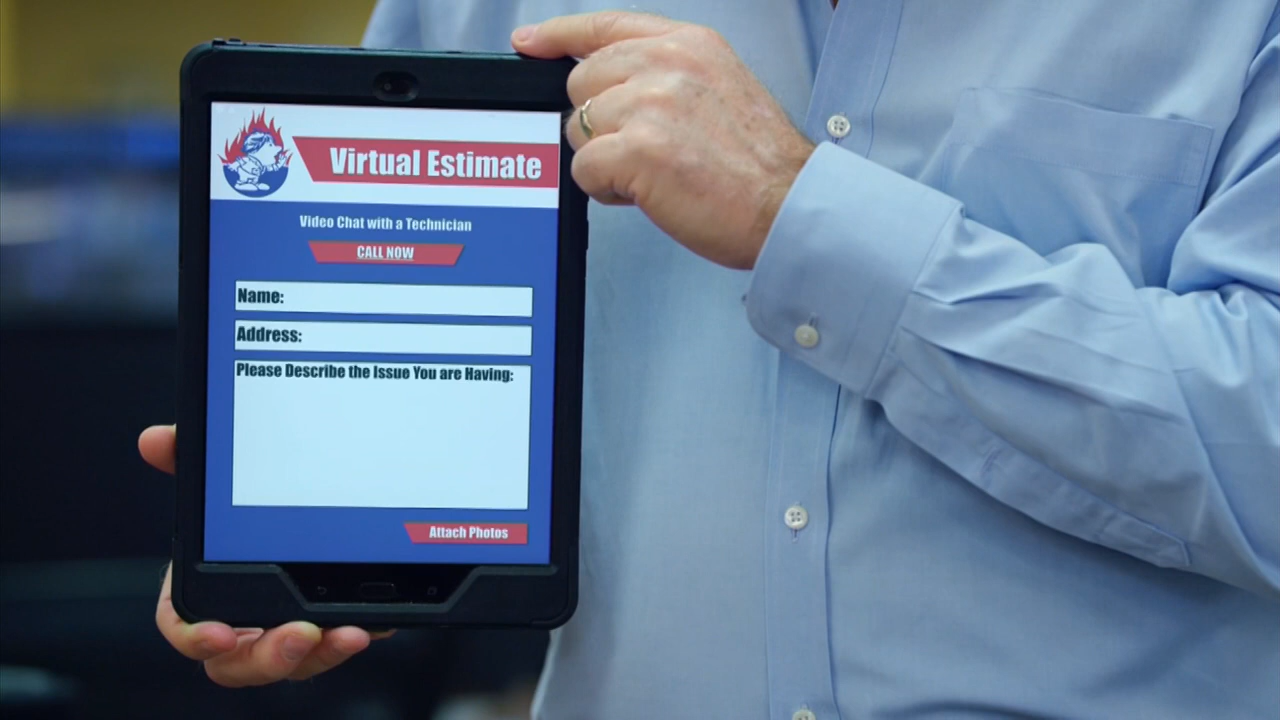 Virtual Estimate
Video Chat with a Technician
CALL NOW
Name:
Address:
Please Describe the Issue You are Having:
Attach Photos